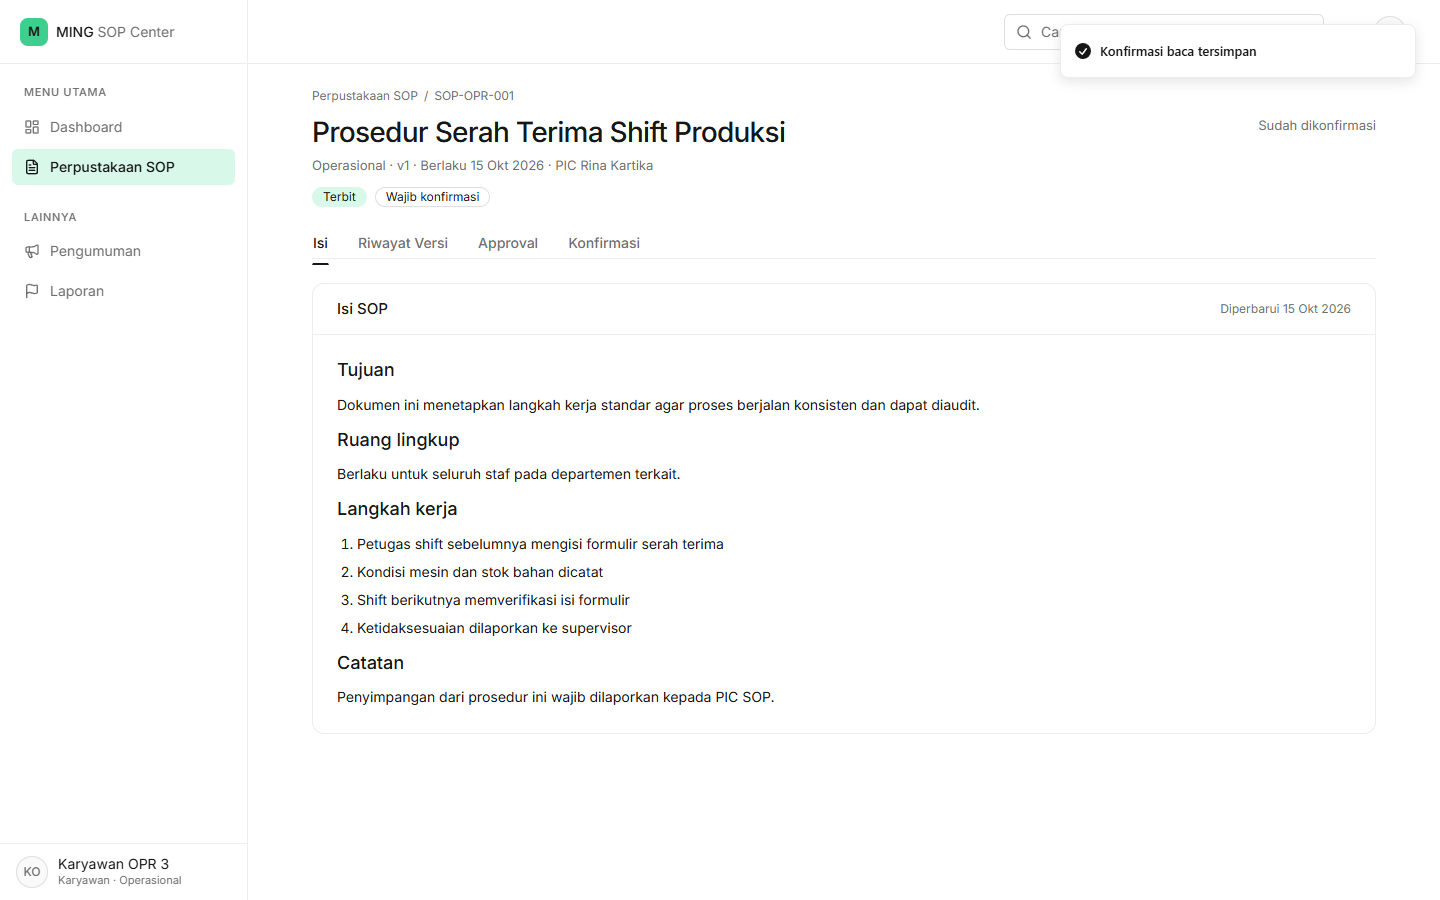 M MING SOP Center
MENU UTAMA
Dashboard
Perpustakaan SOP
LAINNYA
Pengumuman
Laporan
KO
Karyawan OPR 3
Karyawan · Operasional
Konfirmasi baca tersimpan
Perpustakaan SOP / SOP-OPR-001
Prosedur Serah Terima Shift Produksi
Sudah dikonfirmasi
Operasional · v1 · Berlaku 15 Okt 2026 · PIC Rina Kartika
Terbit Wajib konfirmasi
Isi Riwayat Versi Approval Konfirmasi
Isi SOP
Diperbarui 15 Okt 2026
Tujuan
Dokumen ini menetapkan langkah kerja standar agar proses berjalan konsisten dan dapat diaudit.
Ruang lingkup
Berlaku untuk seluruh staf pada departemen terkait.
Langkah kerja
1. Petugas shift sebelumnya mengisi formulir serah terima
2. Kondisi mesin dan stok bahan dicatat
3. Shift berikutnya memverifikasi isi formulir
4. Ketidaksesuaian dilaporkan ke supervisor
Catatan
Penyimpangan dari prosedur ini wajib dilaporkan kepada PIC SOP.